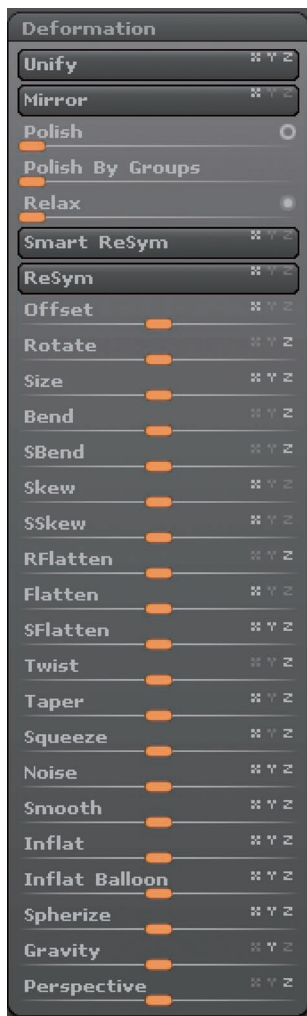 Deformation
Unify X Y Z
Mirror X Y Z
Polish
Polish By Groups
Relax
Smart ReSym X Y Z
ReSym X Y Z
Offset X Y Z
Rotate X Y Z
Size X Y Z
Bend X Y Z
SBend X Y Z
Skew X Y Z
SSkew X Y Z
RFlatten X Y Z
Flatten X Y Z
SFlatten X Y Z
Twist X Y Z
Taper X Y Z
Squeeze X Y Z
Noise X Y Z
Smooth X Y Z
Inflat X Y Z
Inflat Balloon X Y Z
Spherize X Y Z
Gravity X Y Z
Perspective X Y Z